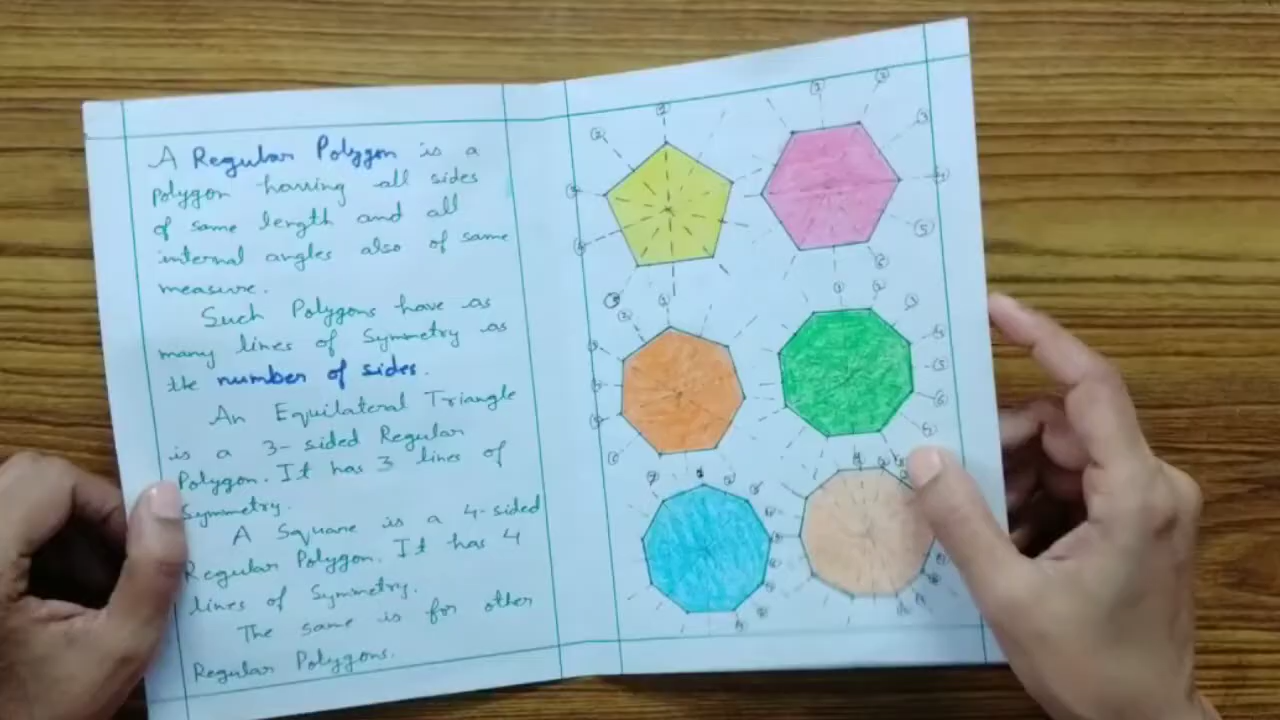 A Regular Polygon is a
Polygon having all sides
of same length and all
internal angles also of same
measure.
Such Polygons have as
many lines of Symmetry as
the number of sides.
An Equilateral Triangle
is a 3-sided Regular
Polygon. It has 3 lines of
Symmetry.
A Square is a 4-sided
Regular Polygon. It has 4
lines of Symmetry.
The same is for other
Regular Polygons.